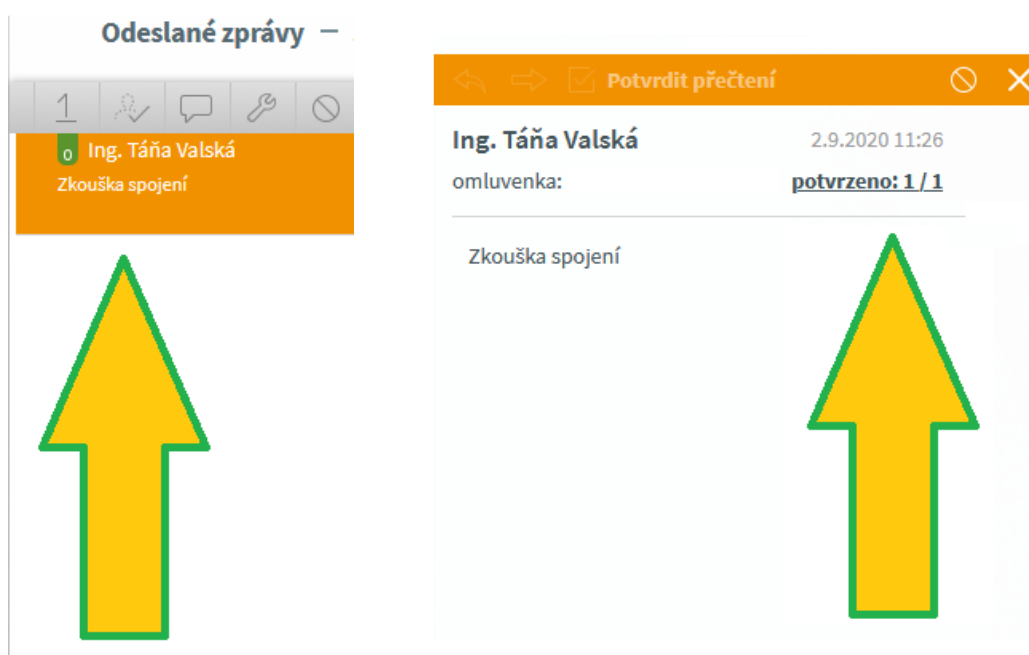 Odeslané zprávy –
1
0 Ing. Táňa Valská
Zkouška spojení
Potvrdit přečtení
Ing. Táňa Valská 2.9.2020 11:26
omluvenka: potvrzeno: 1 / 1
Zkouška spojení